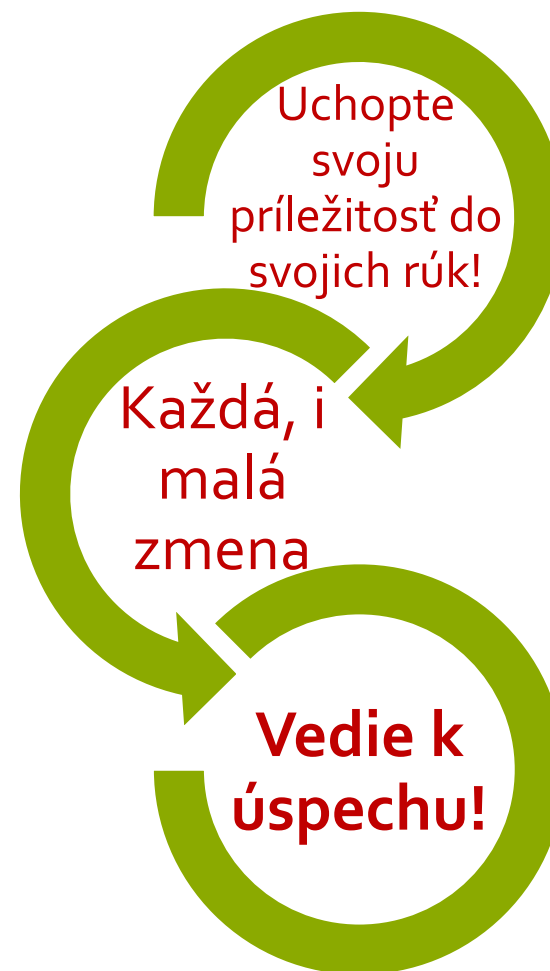 Uchopte
svoju
príležitosť do
svojich rúk!
Každá, i
malá
zmena
Vedie k
úspechu!